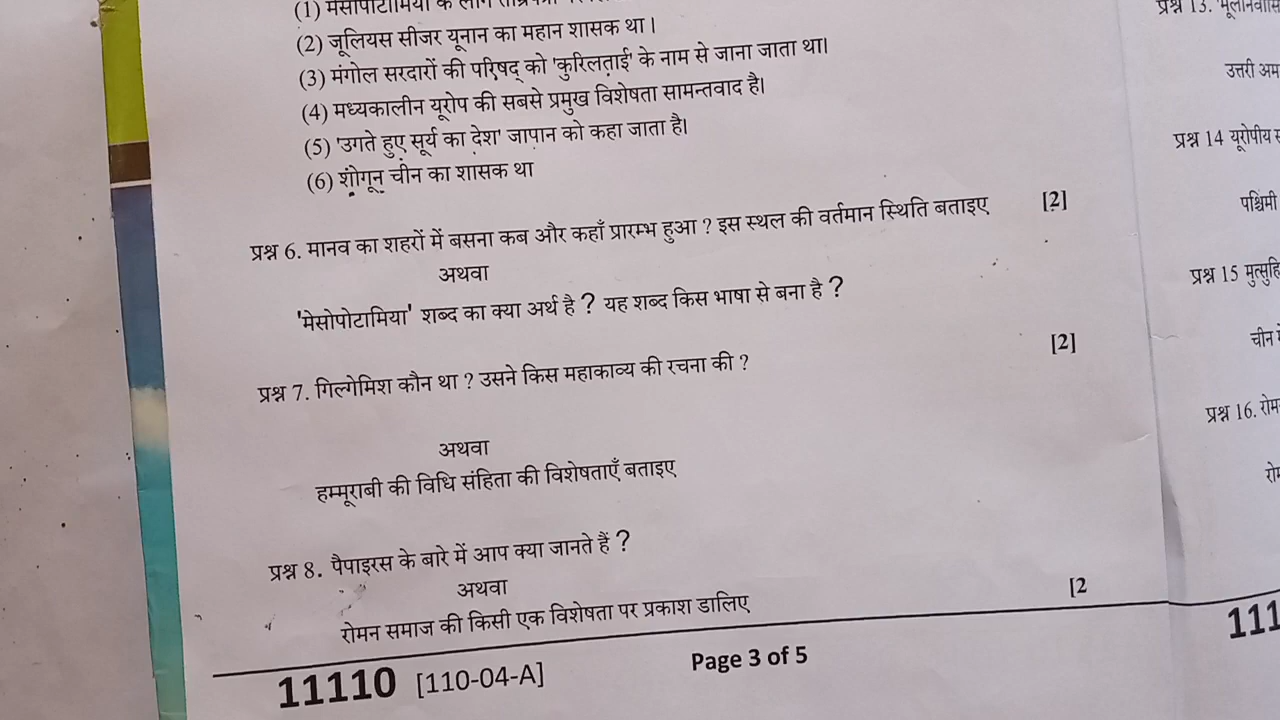 (1) मेसोपोटामिया के लोग
(2) जूलियस सीजर यूनान का महान शासक था।
(3) मंगोल सरदारों की परिषद् को 'कुरिलताई' के नाम से जाना जाता था।
(4) मध्यकालीन यूरोप की सबसे प्रमुख विशेषता सामन्तवाद है।
(5) 'उगते हुए सूर्य का देश' जापान को कहा जाता है।
(6) शोगून चीन का शासक था
प्रश्न 6. मानव का शहरों में बसना कब और कहाँ प्रारम्भ हुआ ? इस स्थल की वर्तमान स्थिति बताइए [2]
अथवा
'मेसोपोटामिया' शब्द का क्या अर्थ है ? यह शब्द किस भाषा से बना है ?
प्रश्न 7. गिल्गेमिश कौन था ? उसने किस महाकाव्य की रचना की ? [2]
अथवा
हम्मूराबी की विधि संहिता की विशेषताएँ बताइए
प्रश्न 8. पैपाइरस के बारे में आप क्या जानते हैं ?
अथवा [2
रोमन समाज की किसी एक विशेषता पर प्रकाश डालिए
11110 [110-04-A] Page 3 of 5
प्रश्न 13.
उत्तरी
प्रश्न 14 यूरोपीय
पश्चिमी
प्रश्न 15
चीन
प्रश्न 16.
111